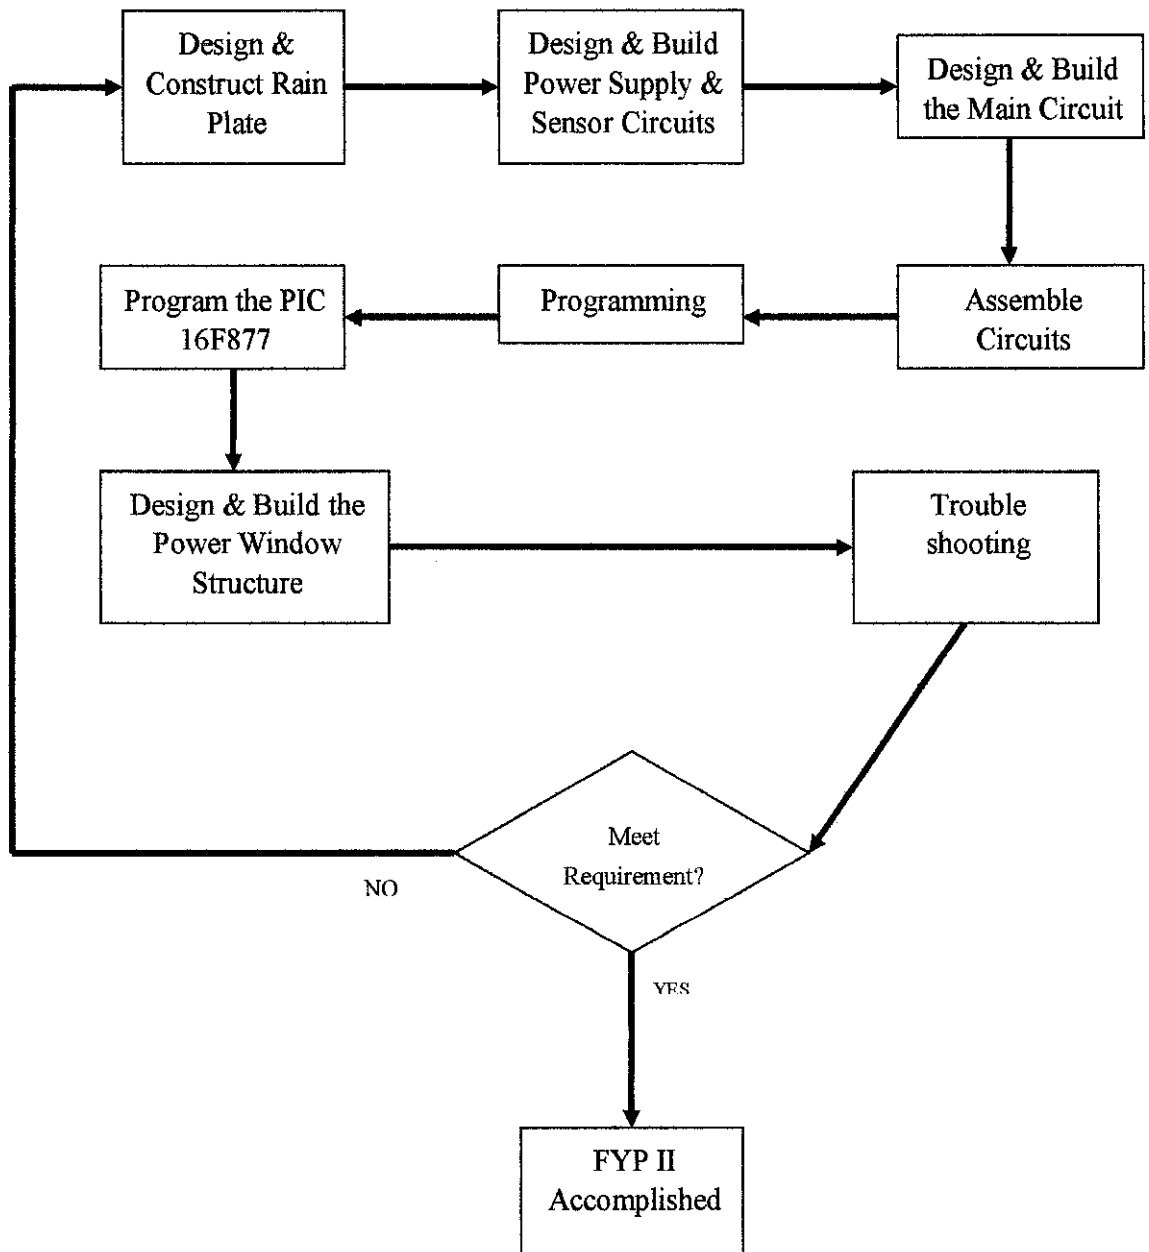 Design &
Construct Rain
Plate
Design & Build
Power Supply &
Sensor Circuits
Design & Build
the Main Circuit
Program the PIC
16F877
Programming
Assemble
Circuits
Design & Build the
Power Window
Structure
Trouble
shooting
Meet
Requirement?
NO
YES
FYP II
Accomplished